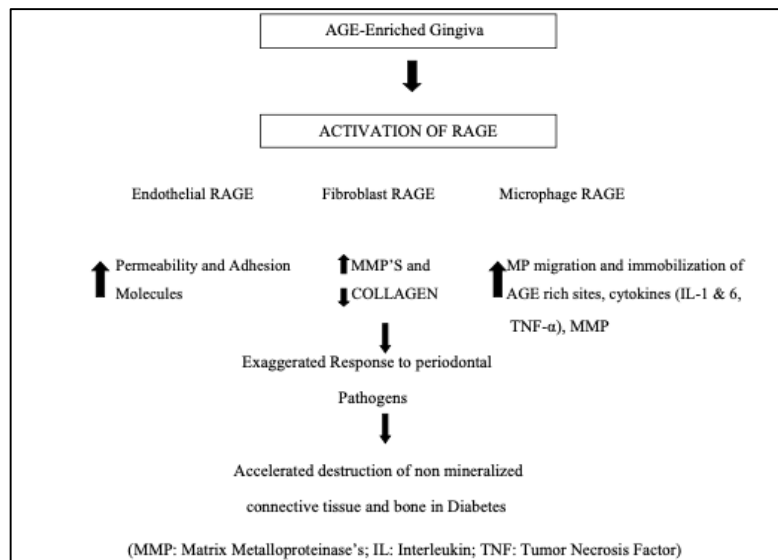 AGE-Enriched Gingiva
ACTIVATION OF RAGE
Endothelial RAGE
Fibroblast RAGE
Microphage RAGE
Permeability and Adhesion
Molecules
MMP'S and
COLLAGEN
MP migration and immobilization of
AGE rich sites, cytokines (IL-1 & 6,
TNF-α), MMP
Exaggerated Response to periodontal
Pathogens
Accelerated destruction of non mineralized
connective tissue and bone in Diabetes
(MMP: Matrix Metalloproteinase's; IL: Interleukin; TNF: Tumor Necrosis Factor)